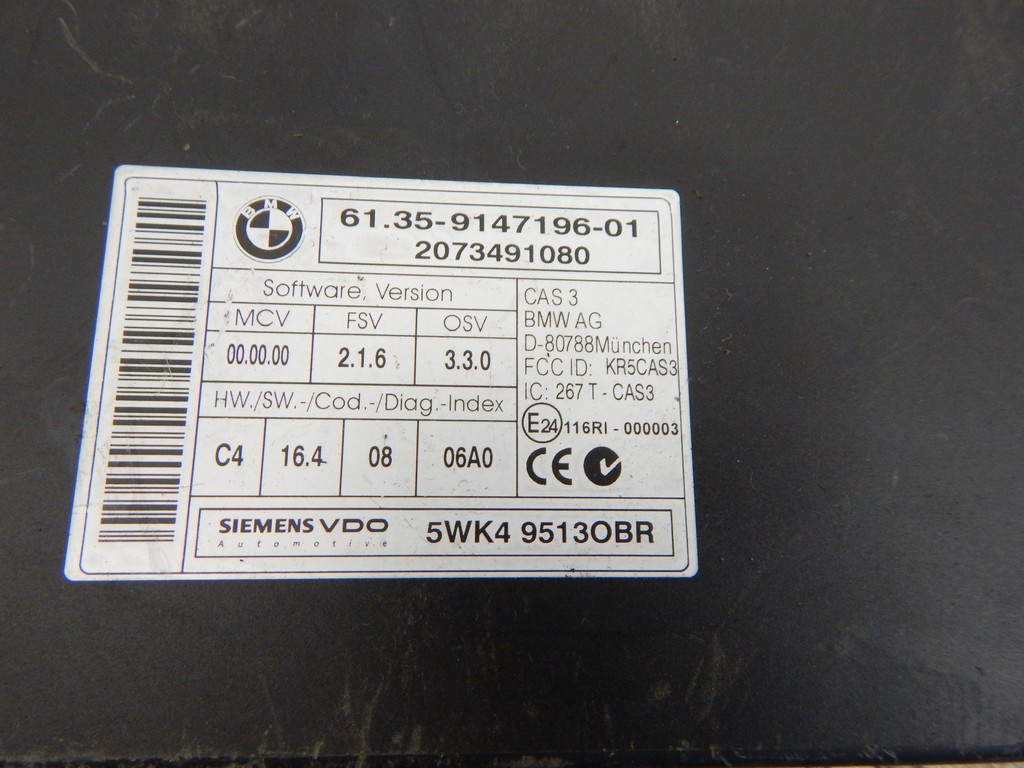 BMW
61.35-9147196-01
2073491080
Software, Version
MCV FSV OSV
00.00.00 2.1.6 3.3.0
HW./SW.-/Cod.-/Diag.-Index
C4 16.4 08 06A0
CAS 3
BMW AG
D-80788München
FCC ID: KR5CAS3
IC: 267 T - CAS3
E24 116RI - 000003
CE
SIEMENS VDO
Automotive
5WK4 9513OBR